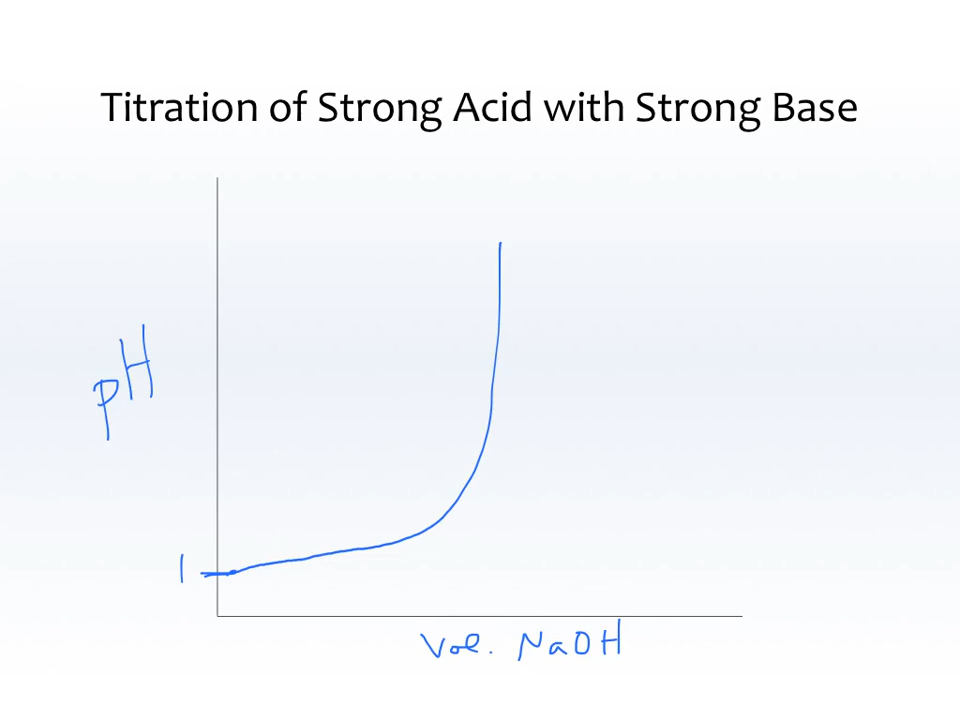 Titration of Strong Acid with Strong Base
pH
1
Vol. NaOH